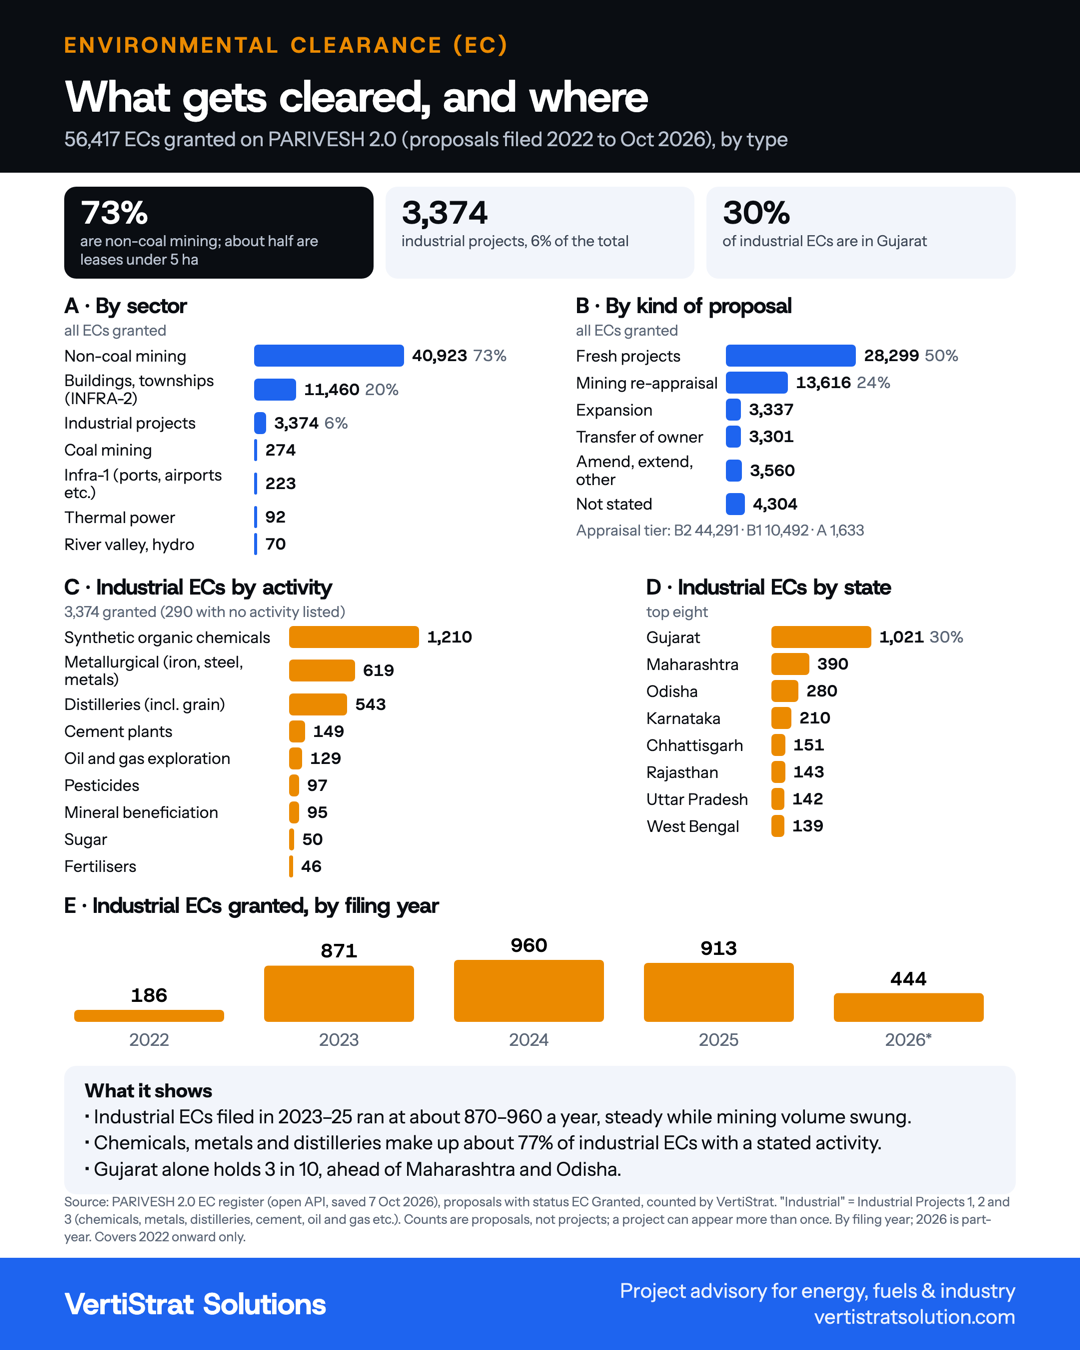 ENVIRONMENTAL CLEARANCE (EC)
What gets cleared, and where
56,417 ECs granted on PARIVESH 2.0 (proposals filed 2022 to Oct 2026), by type
73%
are non-coal mining; about half are
leases under 5 ha
3,374
industrial projects, 6% of the total
30%
of industrial ECs are in Gujarat
A · By sector
all ECs granted
Non-coal mining 40,923 73%
Buildings, townships
(INFRA-2) 11,460 20%
Industrial projects 3,374 6%
Coal mining 274
Infra-1 (ports, airports
etc.) 223
Thermal power 92
River valley, hydro 70
B · By kind of proposal
all ECs granted
Fresh projects 28,299 50%
Mining re-appraisal 13,616 24%
Expansion 3,337
Transfer of owner 3,301
Amend, extend,
other 3,560
Not stated 4,304
Appraisal tier: B2 44,291 · B1 10,492 · A 1,633
C · Industrial ECs by activity
3,374 granted (290 with no activity listed)
Synthetic organic chemicals 1,210
Metallurgical (iron, steel,
metals) 619
Distilleries (incl. grain) 543
Cement plants 149
Oil and gas exploration 129
Pesticides 97
Mineral beneficiation 95
Sugar 50
Fertilisers 46
D · Industrial ECs by state
top eight
Gujarat 1,021 30%
Maharashtra 390
Odisha 280
Karnataka 210
Chhattisgarh 151
Rajasthan 143
Uttar Pradesh 142
West Bengal 139
E · Industrial ECs granted, by filing year
186 871 960 913 444
2022 2023 2024 2025 2026*
What it shows
· Industrial ECs filed in 2023–25 ran at about 870–960 a year, steady while mining volume swung.
· Chemicals, metals and distilleries make up about 77% of industrial ECs with a stated activity.
· Gujarat alone holds 3 in 10, ahead of Maharashtra and Odisha.
Source: PARIVESH 2.0 EC register (open API, saved 7 Oct 2026), proposals with status EC Granted, counted by VertiStrat. "Industrial" = Industrial Projects 1, 2 and
3 (chemicals, metals, distilleries, cement, oil and gas etc.). Counts are proposals, not projects; a project can appear more than once. By filing year; 2026 is part-
year. Covers 2022 onward only.
VertiStrat Solutions
Project advisory for energy, fuels & industry
vertistratsolution.com